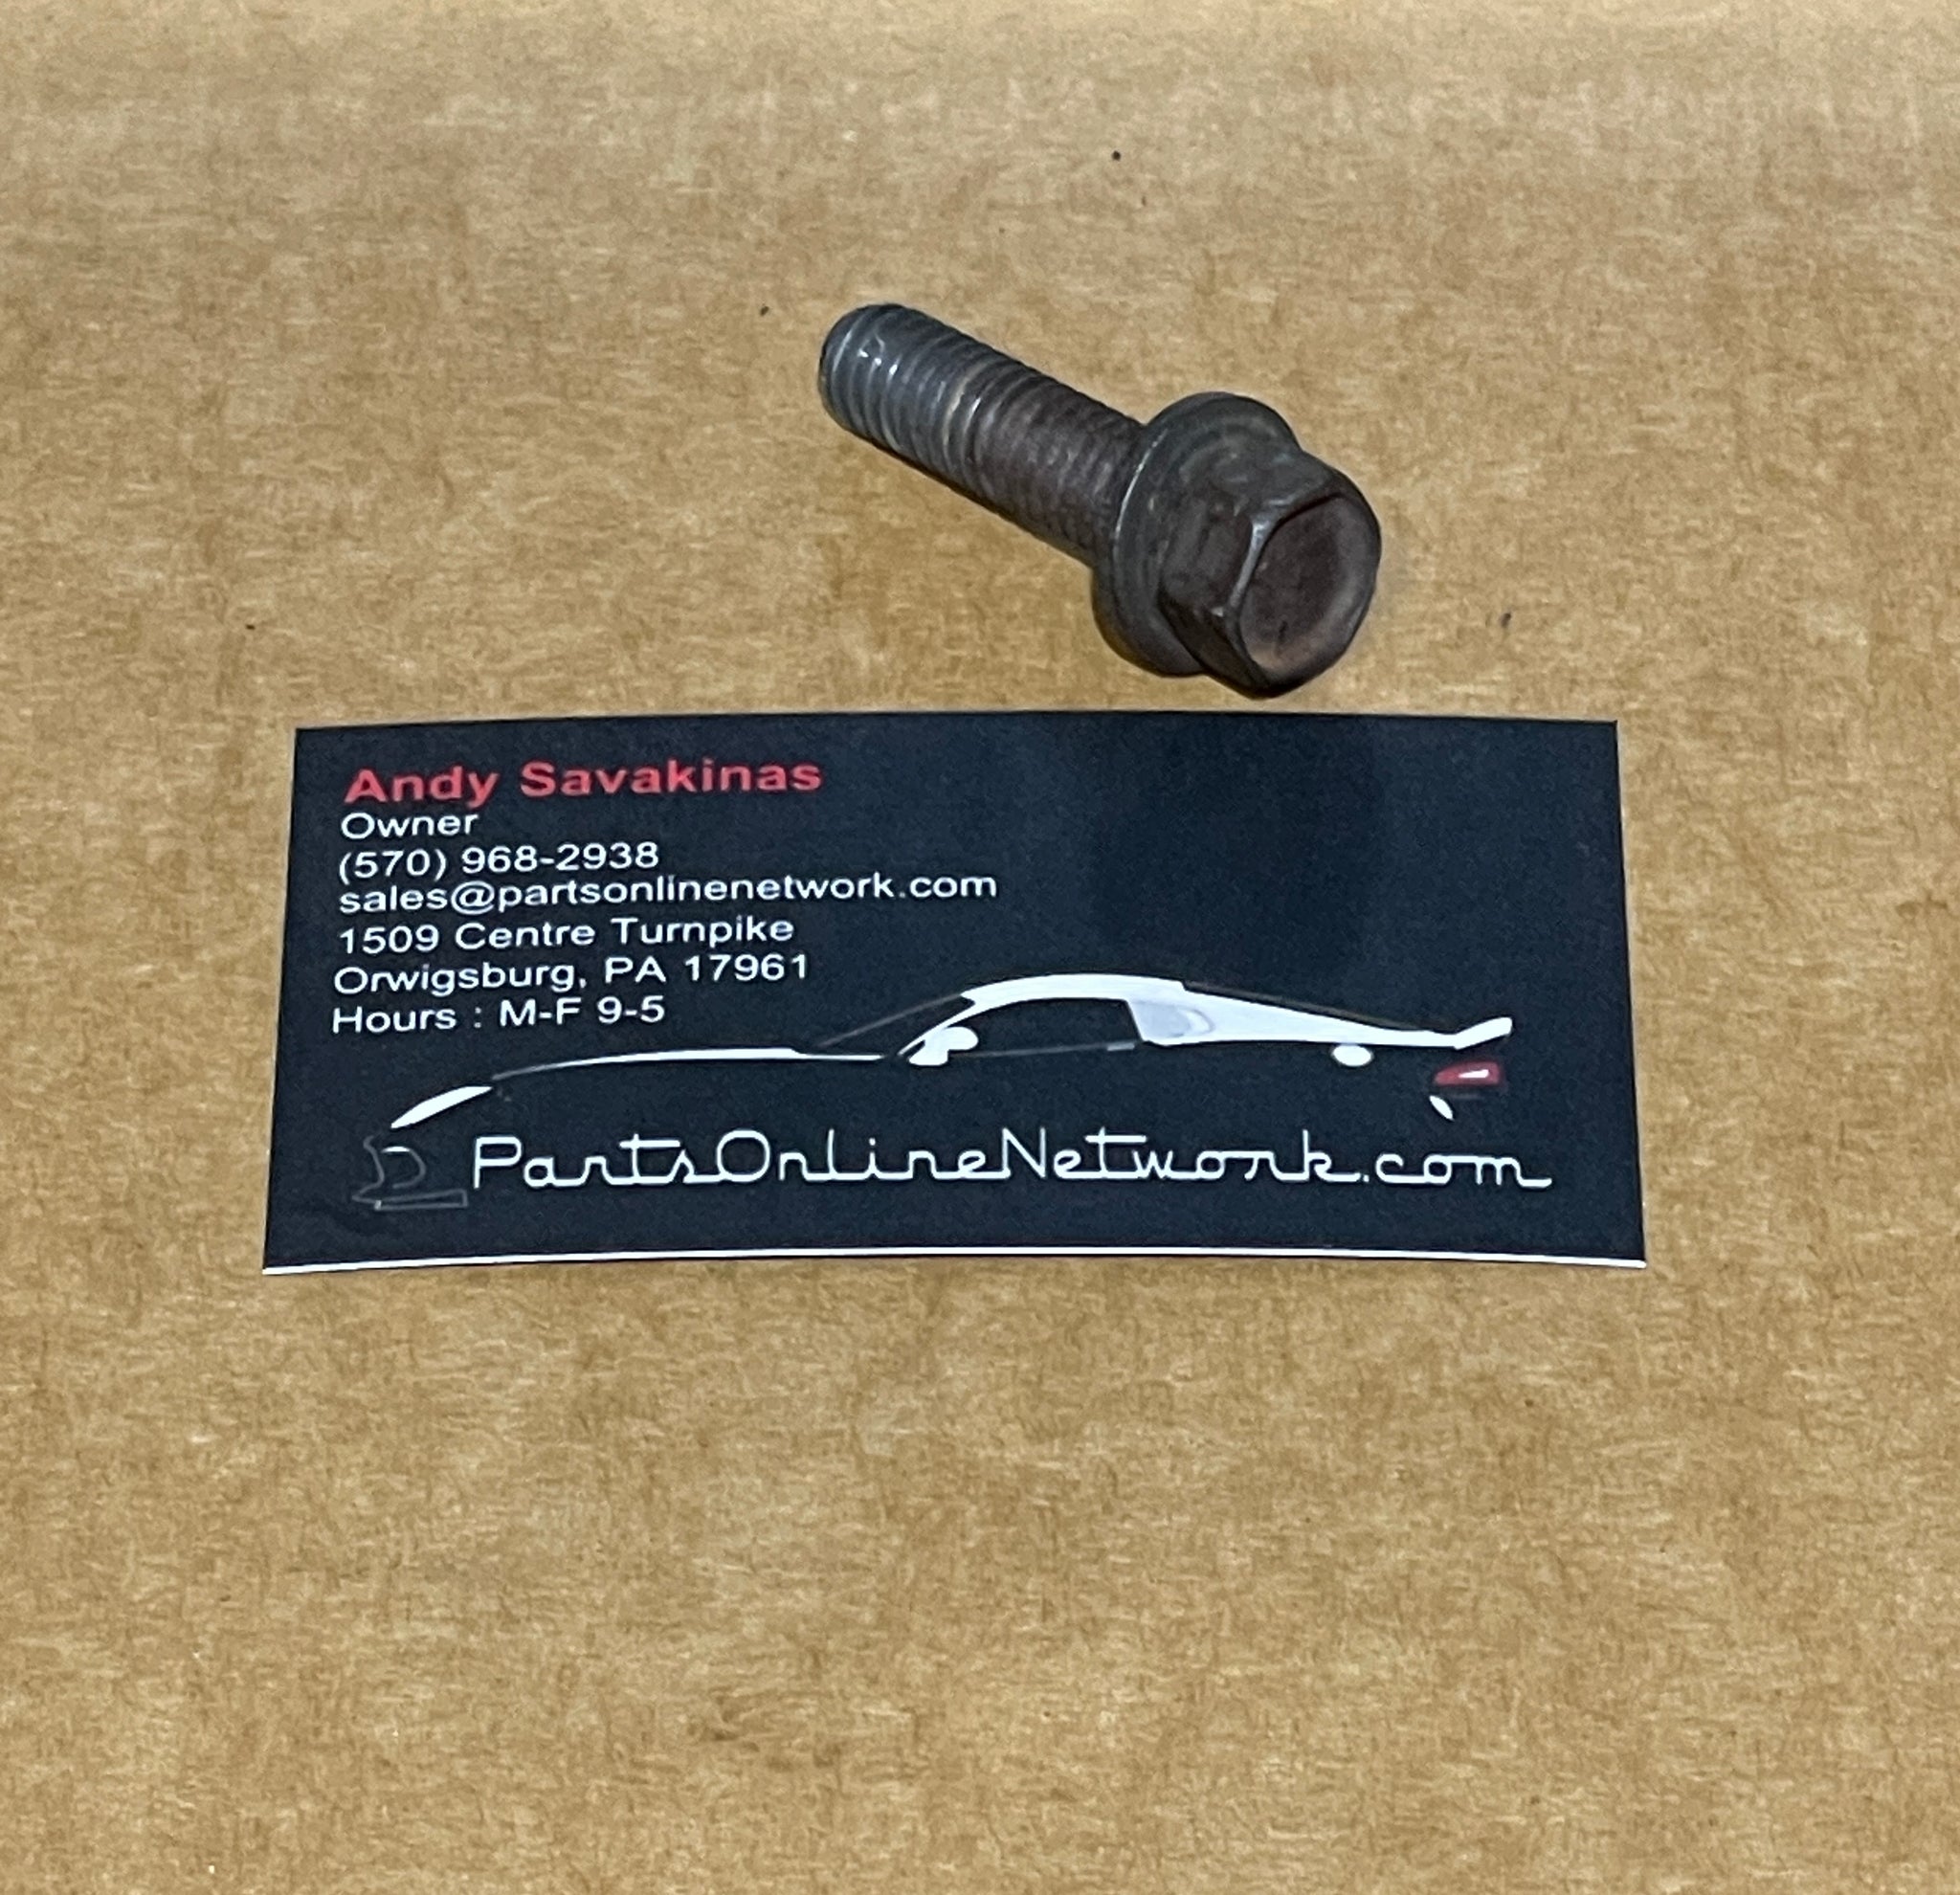 Andy Savakinas
Owner
(570) 968-2938
sales@partsonlinenetwork.com
1509 Centre Turnpike
Orwigsburg, PA 17961
Hours : M-F 9-5
PartsOnlineNetwork.com